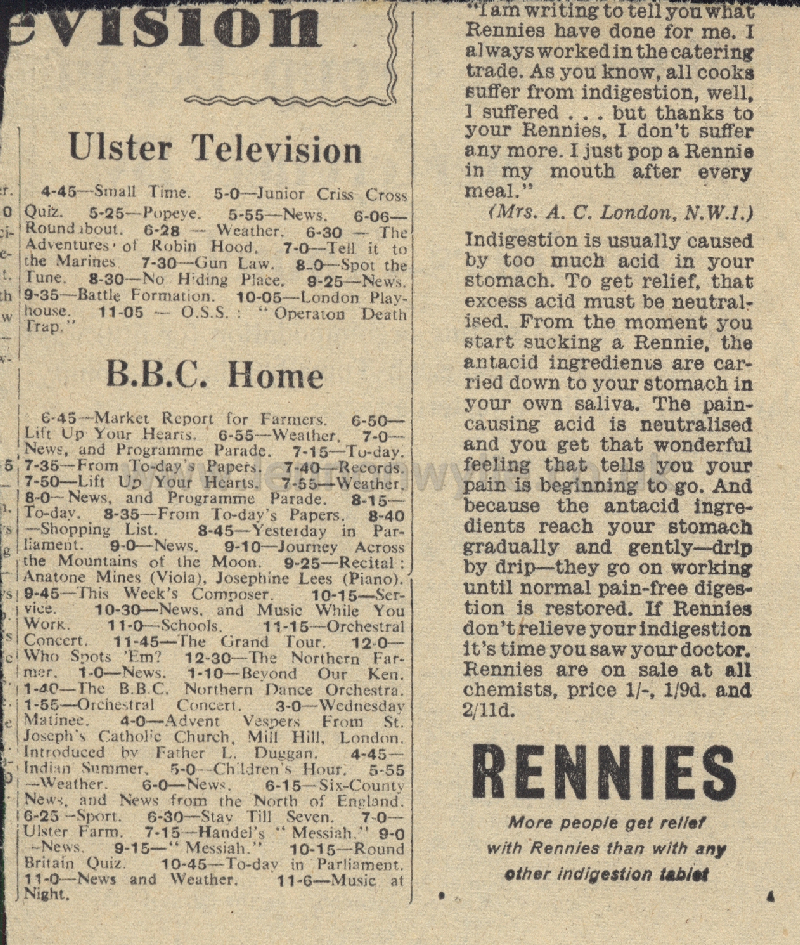 evision
Ulster Television
4-45—Small Time. 5-0—Junior Criss Cross
Quiz. 5-25—Popeye. 5-55—News. 6-06—
Roundabout. 6-28 — Weather. 6-30 — The
Adventures of Robin Hood. 7-0—Tell it to
the Marines. 7-30—Gun Law. 8-0—Spot the
Tune. 8-30—No Hiding Place. 9-25—News.
9-35—Battle Formation. 10-05—London Play-
house. 11-05 — O.S.S.: "Operaton Death
Trap."
B.B.C. Home
6-45—Market Report for Farmers. 6-50—
Lift Up Your Hearts. 6-55—Weather. 7-0—
News, and Programme Parade. 7-15—To-day.
7-35—From To-day's Papers. 7-40—Records.
7-50—Lift Up Your Hearts. 7-55—Weather.
8-0—News, and Programme Parade. 8-15—
To-day. 8-35—From To-day's Papers. 8-40
—Shopping List. 8-45—Yesterday in Par-
liament. 9-0—News. 9-10—Journey Across
the Mountains of the Moon. 9-25—Recital:
Anatone Mines (Viola), Josephine Lees (Piano).
9-45—This Week's Composer. 10-15—Ser-
vice. 10-30—News, and Music While You
Work. 11-0—Schools. 11-15—Orchestral
Concert. 11-45—The Grand Tour. 12-0—
Who Spots 'Em? 12-30—The Northern Far-
mer. 1-0—News. 1-10—Beyond Our Ken.
1-40—The B.B.C. Northern Dance Orchestra.
1-55—Orchestral Concert. 3-0—Wednesday
Matinee. 4-0—Advent Vespers From St.
Joseph's Catholic Church, Mill Hill, London.
Introduced by Father L. Duggan. 4-45—
Indian Summer. 5-0—Children's Hour. 5-55
—Weather. 6-0—News. 6-15—Six-County
News, and News from the North of England.
6-25—Sport. 6-30—Stay Till Seven. 7-0—
Ulster Farm. 7-15—Handel's "Messiah." 9-0
—News. 9-15—"Messiah." 10-15—Round
Britain Quiz. 10-45—To-day in Parliament.
11-0—News and Weather. 11-6—Music at
Night.
"I am writing to tell you what
Rennies have done for me. I
always worked in the catering
trade. As you know, all cooks
suffer from indigestion, well,
I suffered . . . but thanks to
your Rennies, I don't suffer
any more. I just pop a Rennie
in my mouth after every
meal."
(Mrs. A. C. London, N.W.1.)
Indigestion is usually caused
by too much acid in your
stomach. To get relief, that
excess acid must be neutral-
ised. From the moment you
start sucking a Rennie, the
antacid ingredients are car-
ried down to your stomach in
your own saliva. The pain-
causing acid is neutralised
and you get that wonderful
feeling that tells you your
pain is beginning to go. And
because the antacid ingre-
dients reach your stomach
gradually and gently—drip
by drip—they go on working
until normal pain-free diges-
tion is restored. If Rennies
don't relieve your indigestion
it's time you saw your doctor.
Rennies are on sale at all
chemists, price 1/-, 1/9d. and
2/11d.
RENNIES
More people get relief
with Rennies than with any
other indigestion tablet